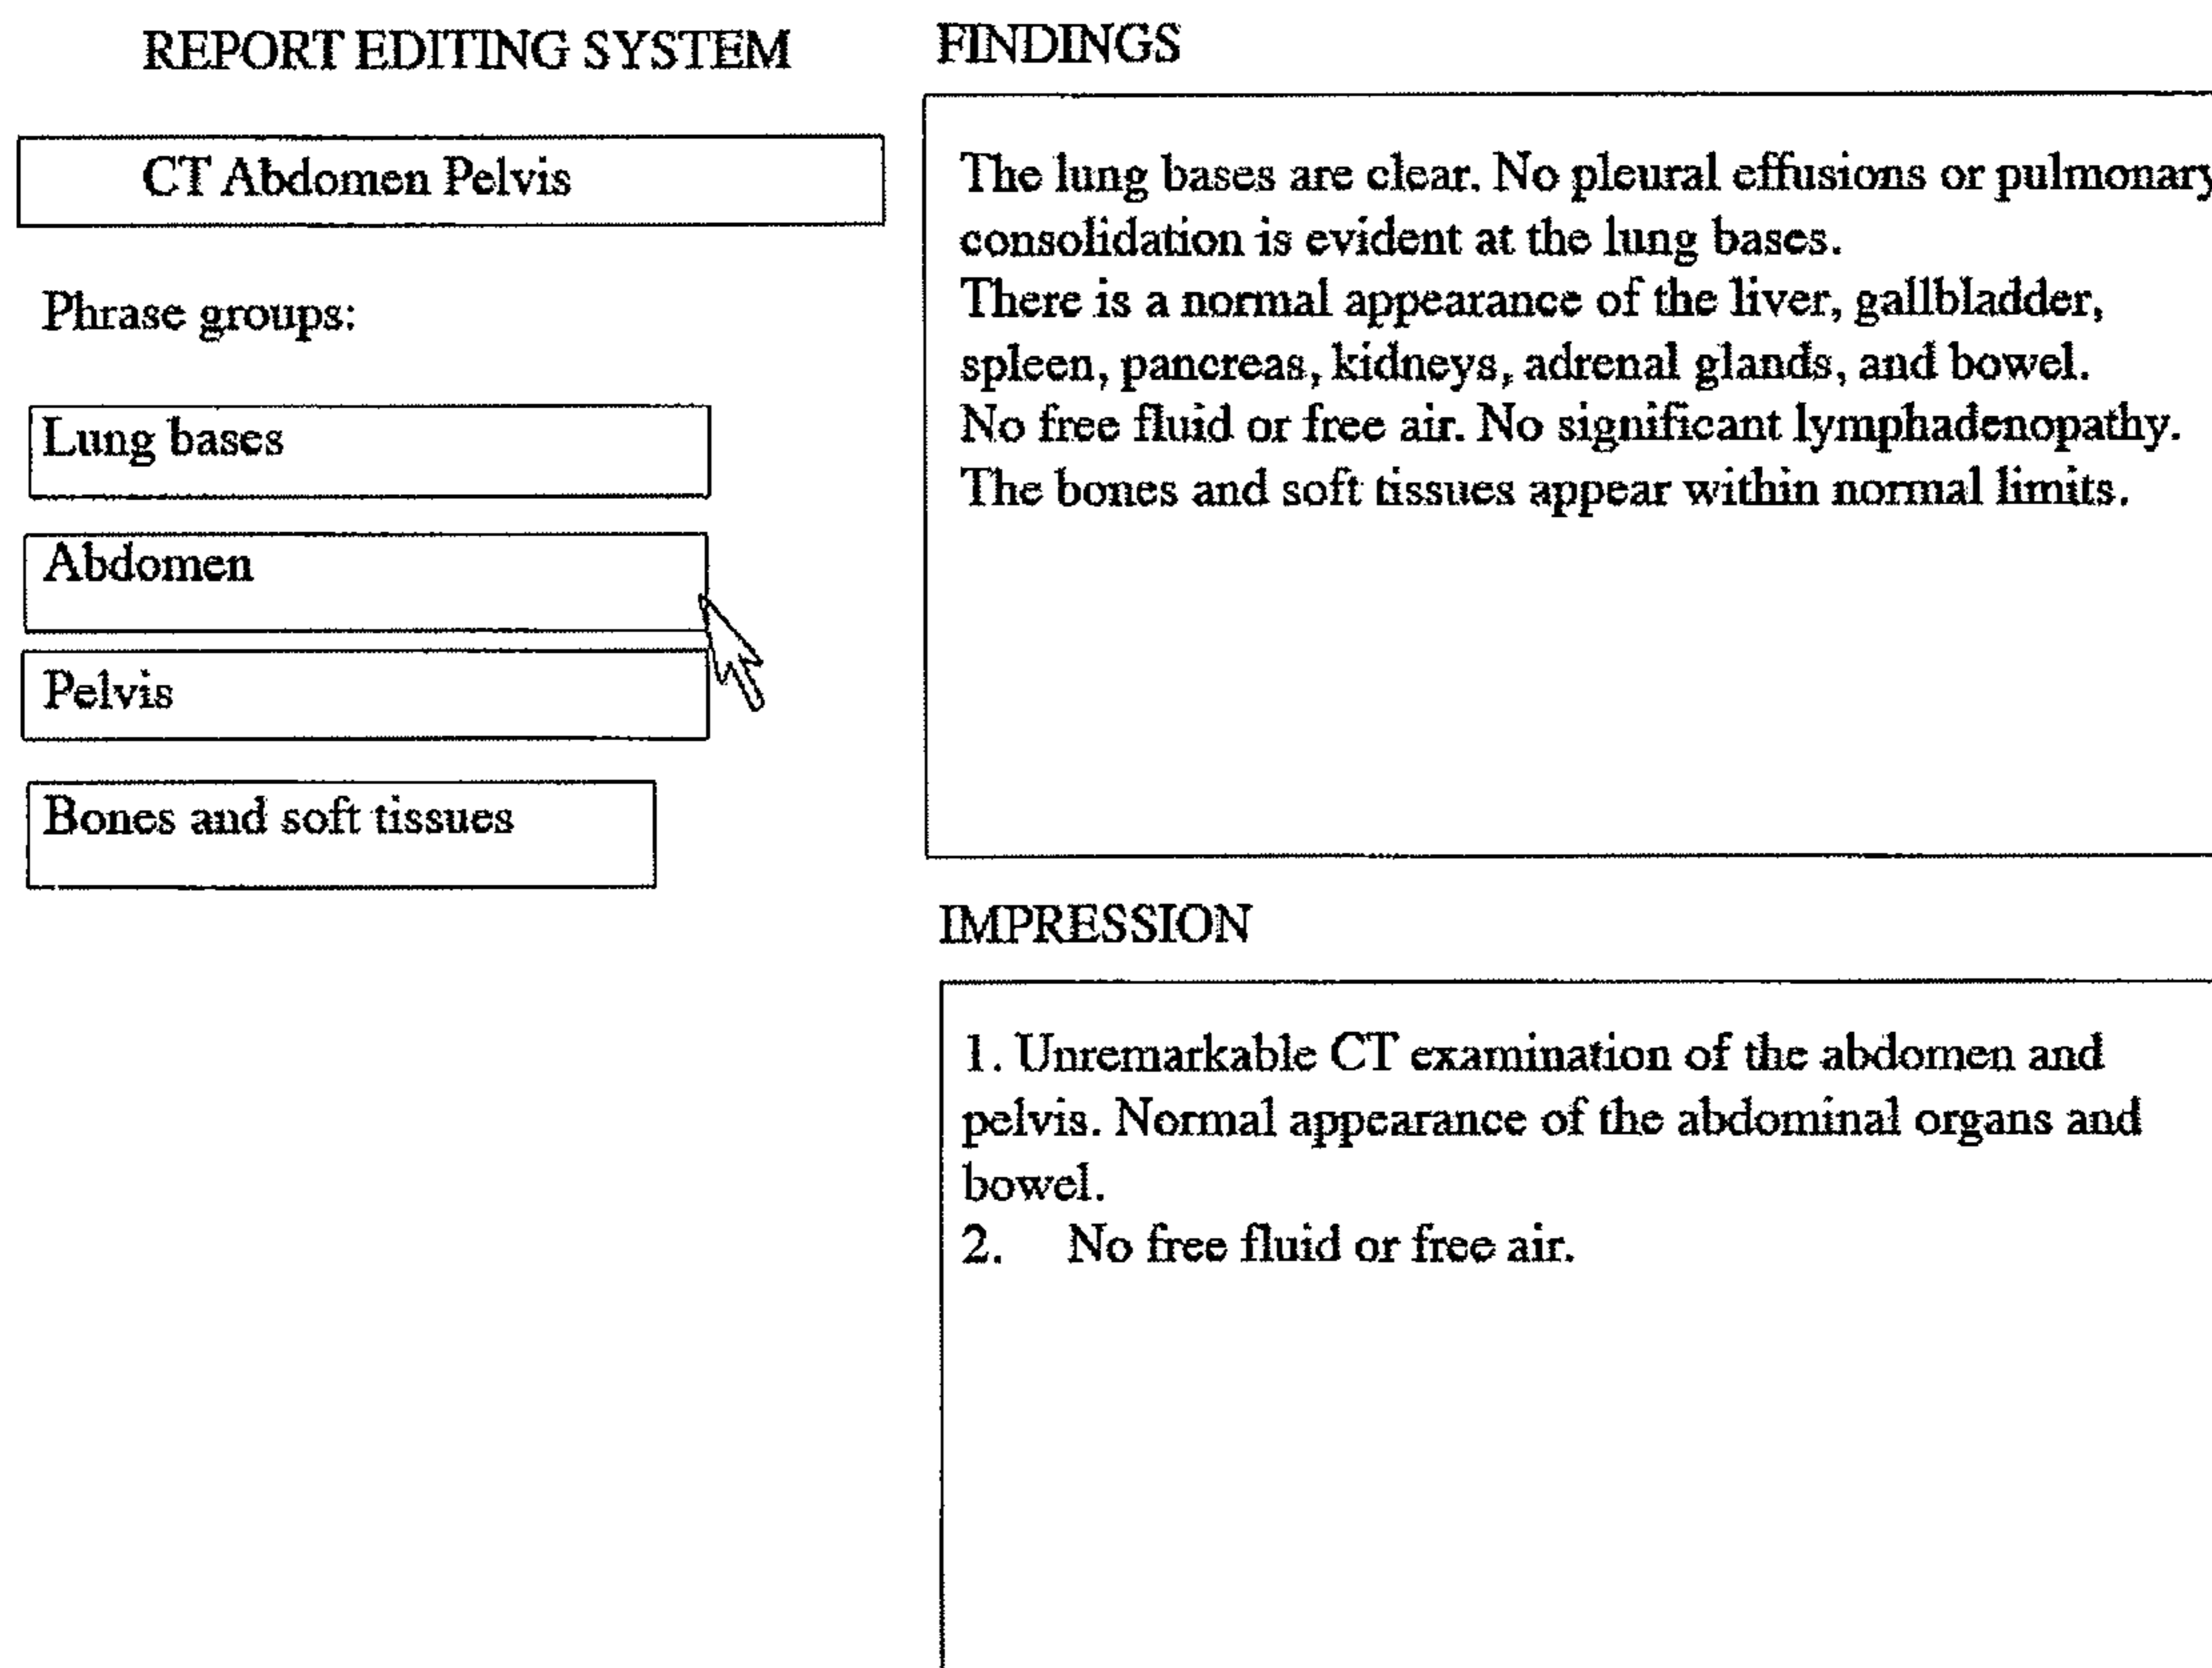 REPORT EDITING SYSTEM
CT Abdomen Pelvis
Phrase groups:
Lung bases
Abdomen
Pelvis
Bones and soft tissues
FINDINGS
The lung bases are clear. No pleural effusions or pulmonary
consolidation is evident at the lung bases.
There is a normal appearance of the liver, gallbladder,
spleen, pancreas, kidneys, adrenal glands, and bowel.
No free fluid or free air. No significant lymphadenopathy.
The bones and soft tissues appear within normal limits.
IMPRESSION
1. Unremarkable CT examination of the abdomen and
pelvis. Normal appearance of the abdominal organs and
bowel.
2. No free fluid or free air.